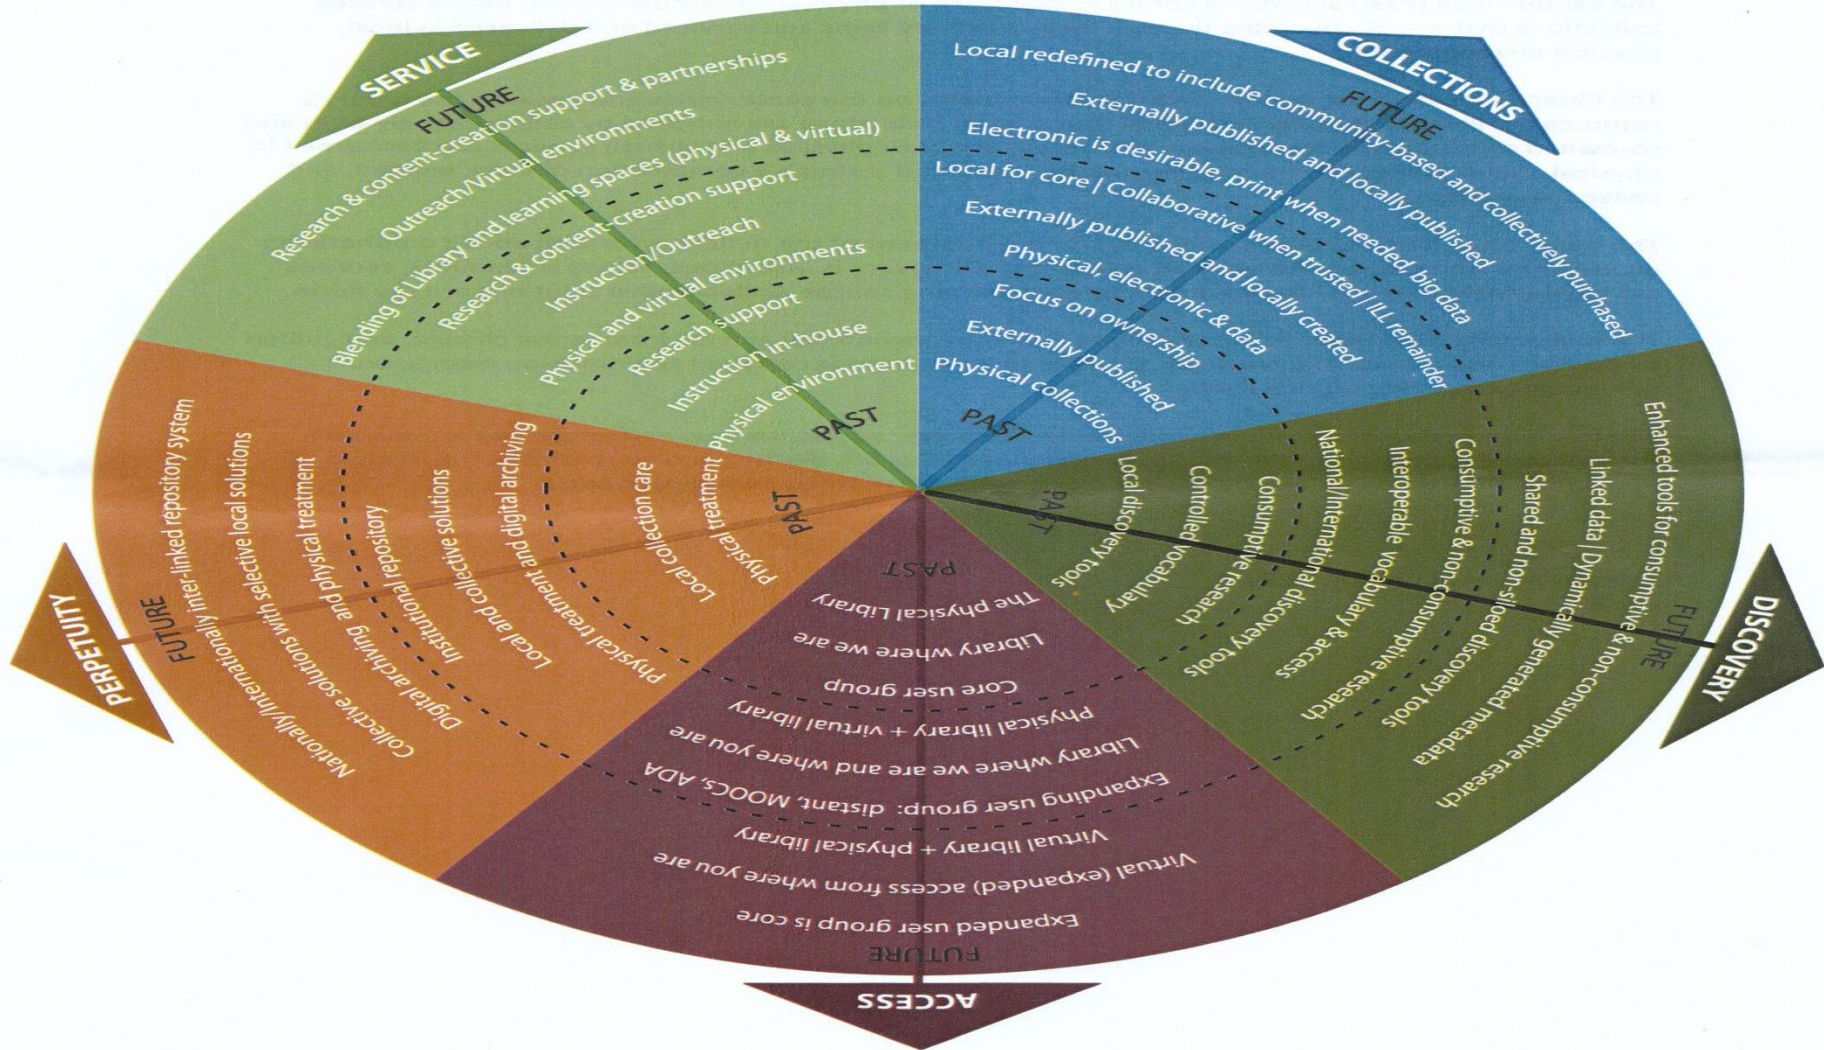 SERVICE
FUTURE
Research & content-creation support & partnerships
Outreach/Virtual environments
Blending of Library and learning spaces (physical & virtual)
Research & content-creation support
Instruction/Outreach
Physical and virtual environments
Research support
Instruction in-house
Physical environment
PAST
COLLECTIONS
FUTURE
Local redefined to include community-based and collectively purchased
Externally published and locally published
Electronic is desirable, print when needed, big data
Local for core | Collaborative when trusted | ILL remainder
Externally published and locally created
Physical, electronic & data
Focus on ownership
Externally published
Physical collections
PAST
DISCOVERY
FUTURE
Enhanced tools for consumptive & non-consumptive research
Linked data | Dynamically generated metadata
Shared and non-siloed discovery tools
Consumptive & non-consumptive research
Interopeable vocabulary & access
National/International discovery tools
Consumptive research
Controlled vocabulary
Local discovery tools
PAST
PAST
The physical Library
Library where we are
Core user group
Physical library + virtual library
Library where we are and where you are
Expanding user group: distant, MOOCs, ADA
Virtual library + physical library
Virtual (expanded) access from where you are
Expanded user group is core
FUTURE
ACCESS
PERPETUITY
FUTURE
Nationally/Internationally inter-linked repository system
Collective solutions with selective local solutions
Digital archiving and physical treatment
Institutional repository
Local and collective solutions
Physical treatment and digital archiving
Local collection care
Physical treatment
PAST